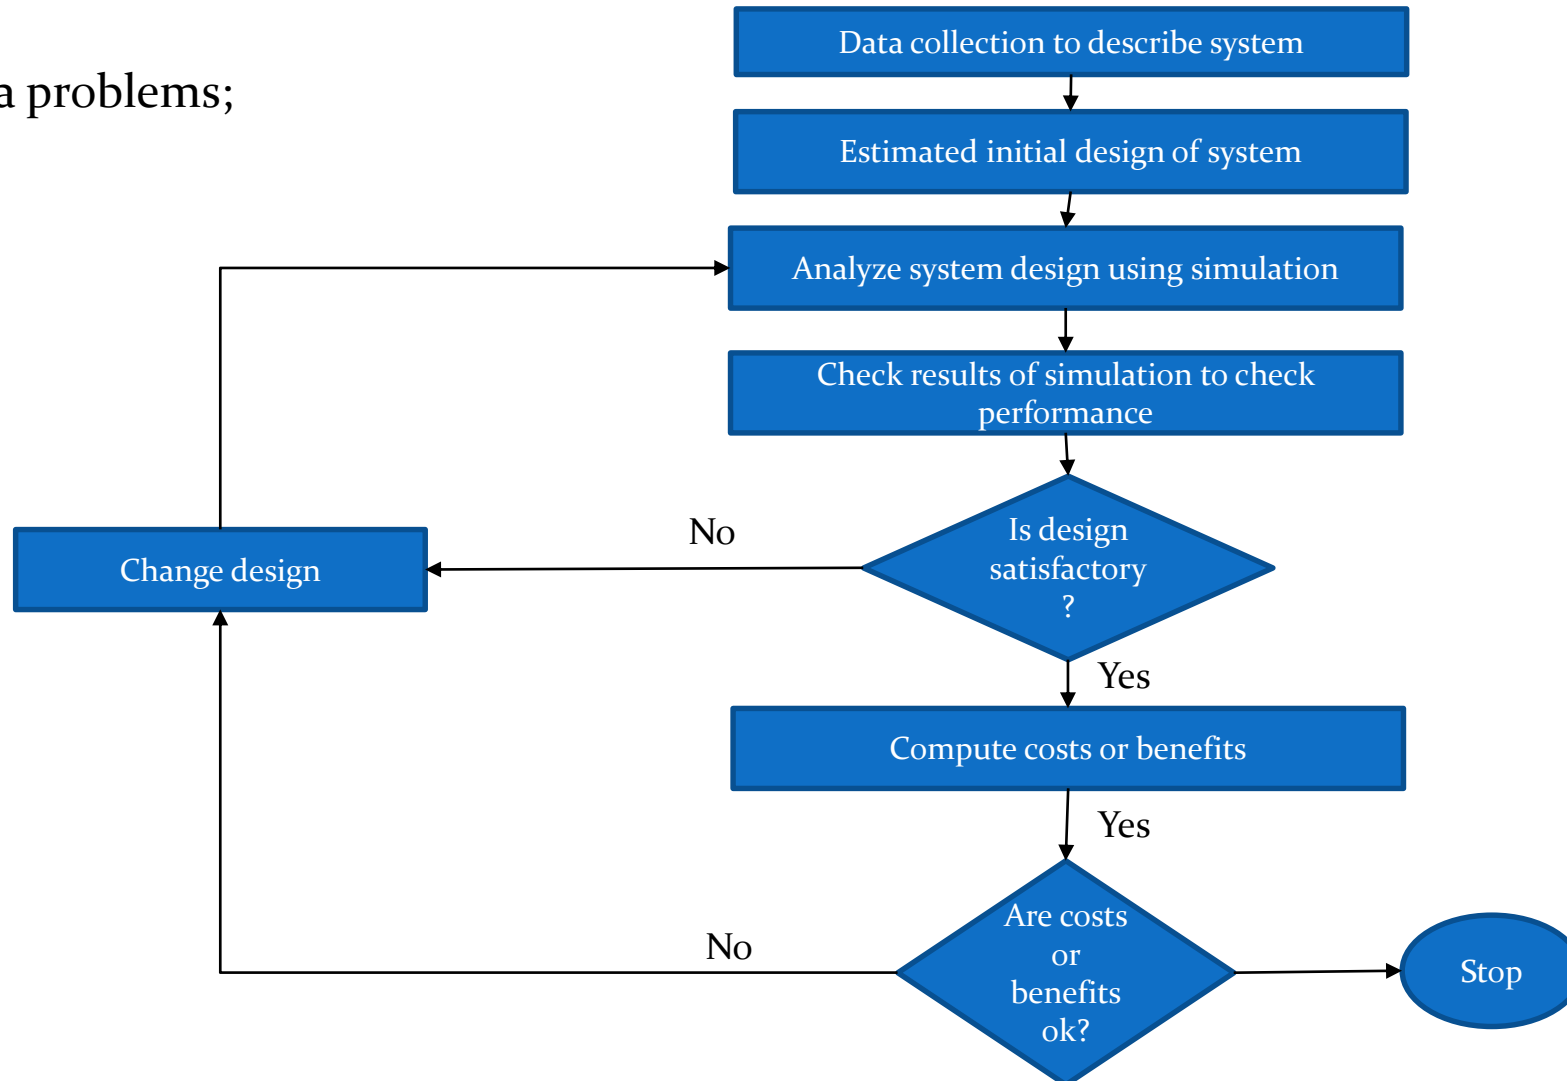 Data collection to describe system
a problems;
Estimated initial design of system
Analyze system design using simulation
Check results of simulation to check
performance
No
Is design
satisfactory
?
Change design
Yes
Compute costs or benefits
Yes
No
Are costs
or
benefits
ok?
Stop